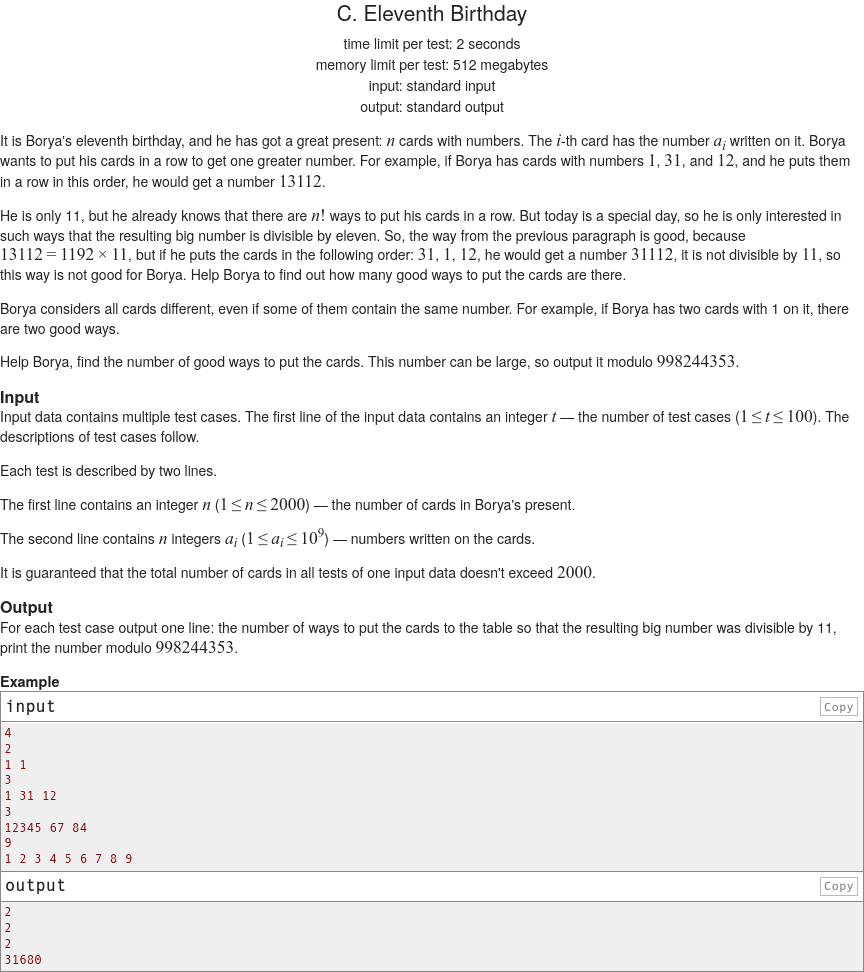 C. Eleventh Birthday
time limit per test: 2 seconds
memory limit per test: 512 megabytes
input: standard input
output: standard output
It is Borya's eleventh birthday, and he has got a great present: n cards with numbers. The i-th card has the number a_i written on it. Borya
wants to put his cards in a row to get one greater number. For example, if Borya has cards with numbers 1, 31, and 12, and he puts them
in a row in this order, he would get a number 13112.
He is only 11, but he already knows that there are n! ways to put his cards in a row. But today is a special day, so he is only interested in
such ways that the resulting big number is divisible by eleven. So, the way from the previous paragraph is good, because
13112 = 1192 × 11, but if he puts the cards in the following order: 31, 1, 12, he would get a number 31112, it is not divisible by 11, so
this way is not good for Borya. Help Borya to find out how many good ways to put the cards are there.
Borya considers all cards different, even if some of them contain the same number. For example, if Borya has two cards with 1 on it, there
are two good ways.
Help Borya, find the number of good ways to put the cards. This number can be large, so output it modulo 998244353.
Input
Input data contains multiple test cases. The first line of the input data contains an integer t — the number of test cases (1 ≤ t ≤ 100). The
descriptions of test cases follow.
Each test is described by two lines.
The first line contains an integer n (1 ≤ n ≤ 2000) — the number of cards in Borya's present.
The second line contains n integers a_i (1 ≤ a_i ≤ 10^9) — numbers written on the cards.
It is guaranteed that the total number of cards in all tests of one input data doesn't exceed 2000.
Output
For each test case output one line: the number of ways to put the cards to the table so that the resulting big number was divisible by 11,
print the number modulo 998244353.
Example
input Copy
4
2
1 1
3
1 31 12
3
12345 67 84
9
1 2 3 4 5 6 7 8 9
output Copy
2
2
2
31680